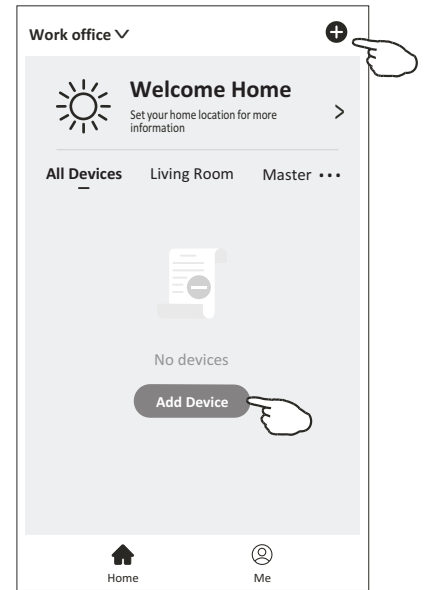 Work office
Welcome Home
Set your home location for more
information
All Devices Living Room Master
No devices
Add Device
Home Me